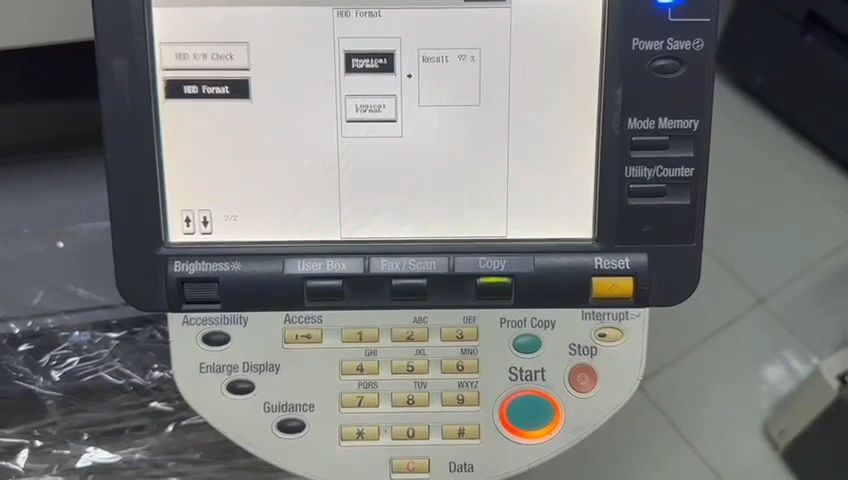 HDD Format
HDD R/W Check
Physical
Format
Result 92 %
HDD Format
Logical
Format
2/2
Power Save
Mode Memory
Utility/Counter
Brightness
User Box
Fax/Scan
Copy
Reset
Accessibility
Access
ABC
DEF
1
2
3
Proof Copy
Interrupt
GHI
JKL
MNO
Stop
Enlarge Display
4
5
6
PQRS
TUV
WXYZ
Start
7
8
9
Guidance
*
0
#
C
Data